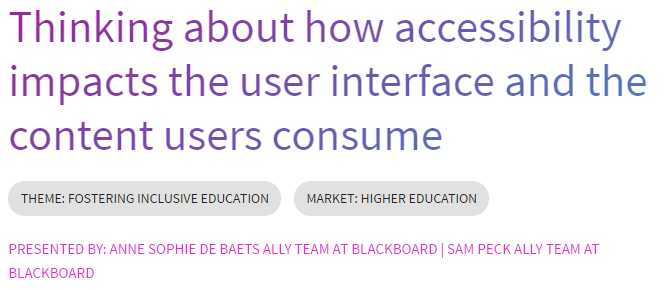 Thinking about how accessibility
impacts the user interface and the
content users consume
THEME: FOSTERING INCLUSIVE EDUCATION MARKET: HIGHER EDUCATION
PRESENTED BY: ANNE SOPHIE DE BAETS ALLY TEAM AT BLACKBOARD | SAM PECK ALLY TEAM AT
BLACKBOARD